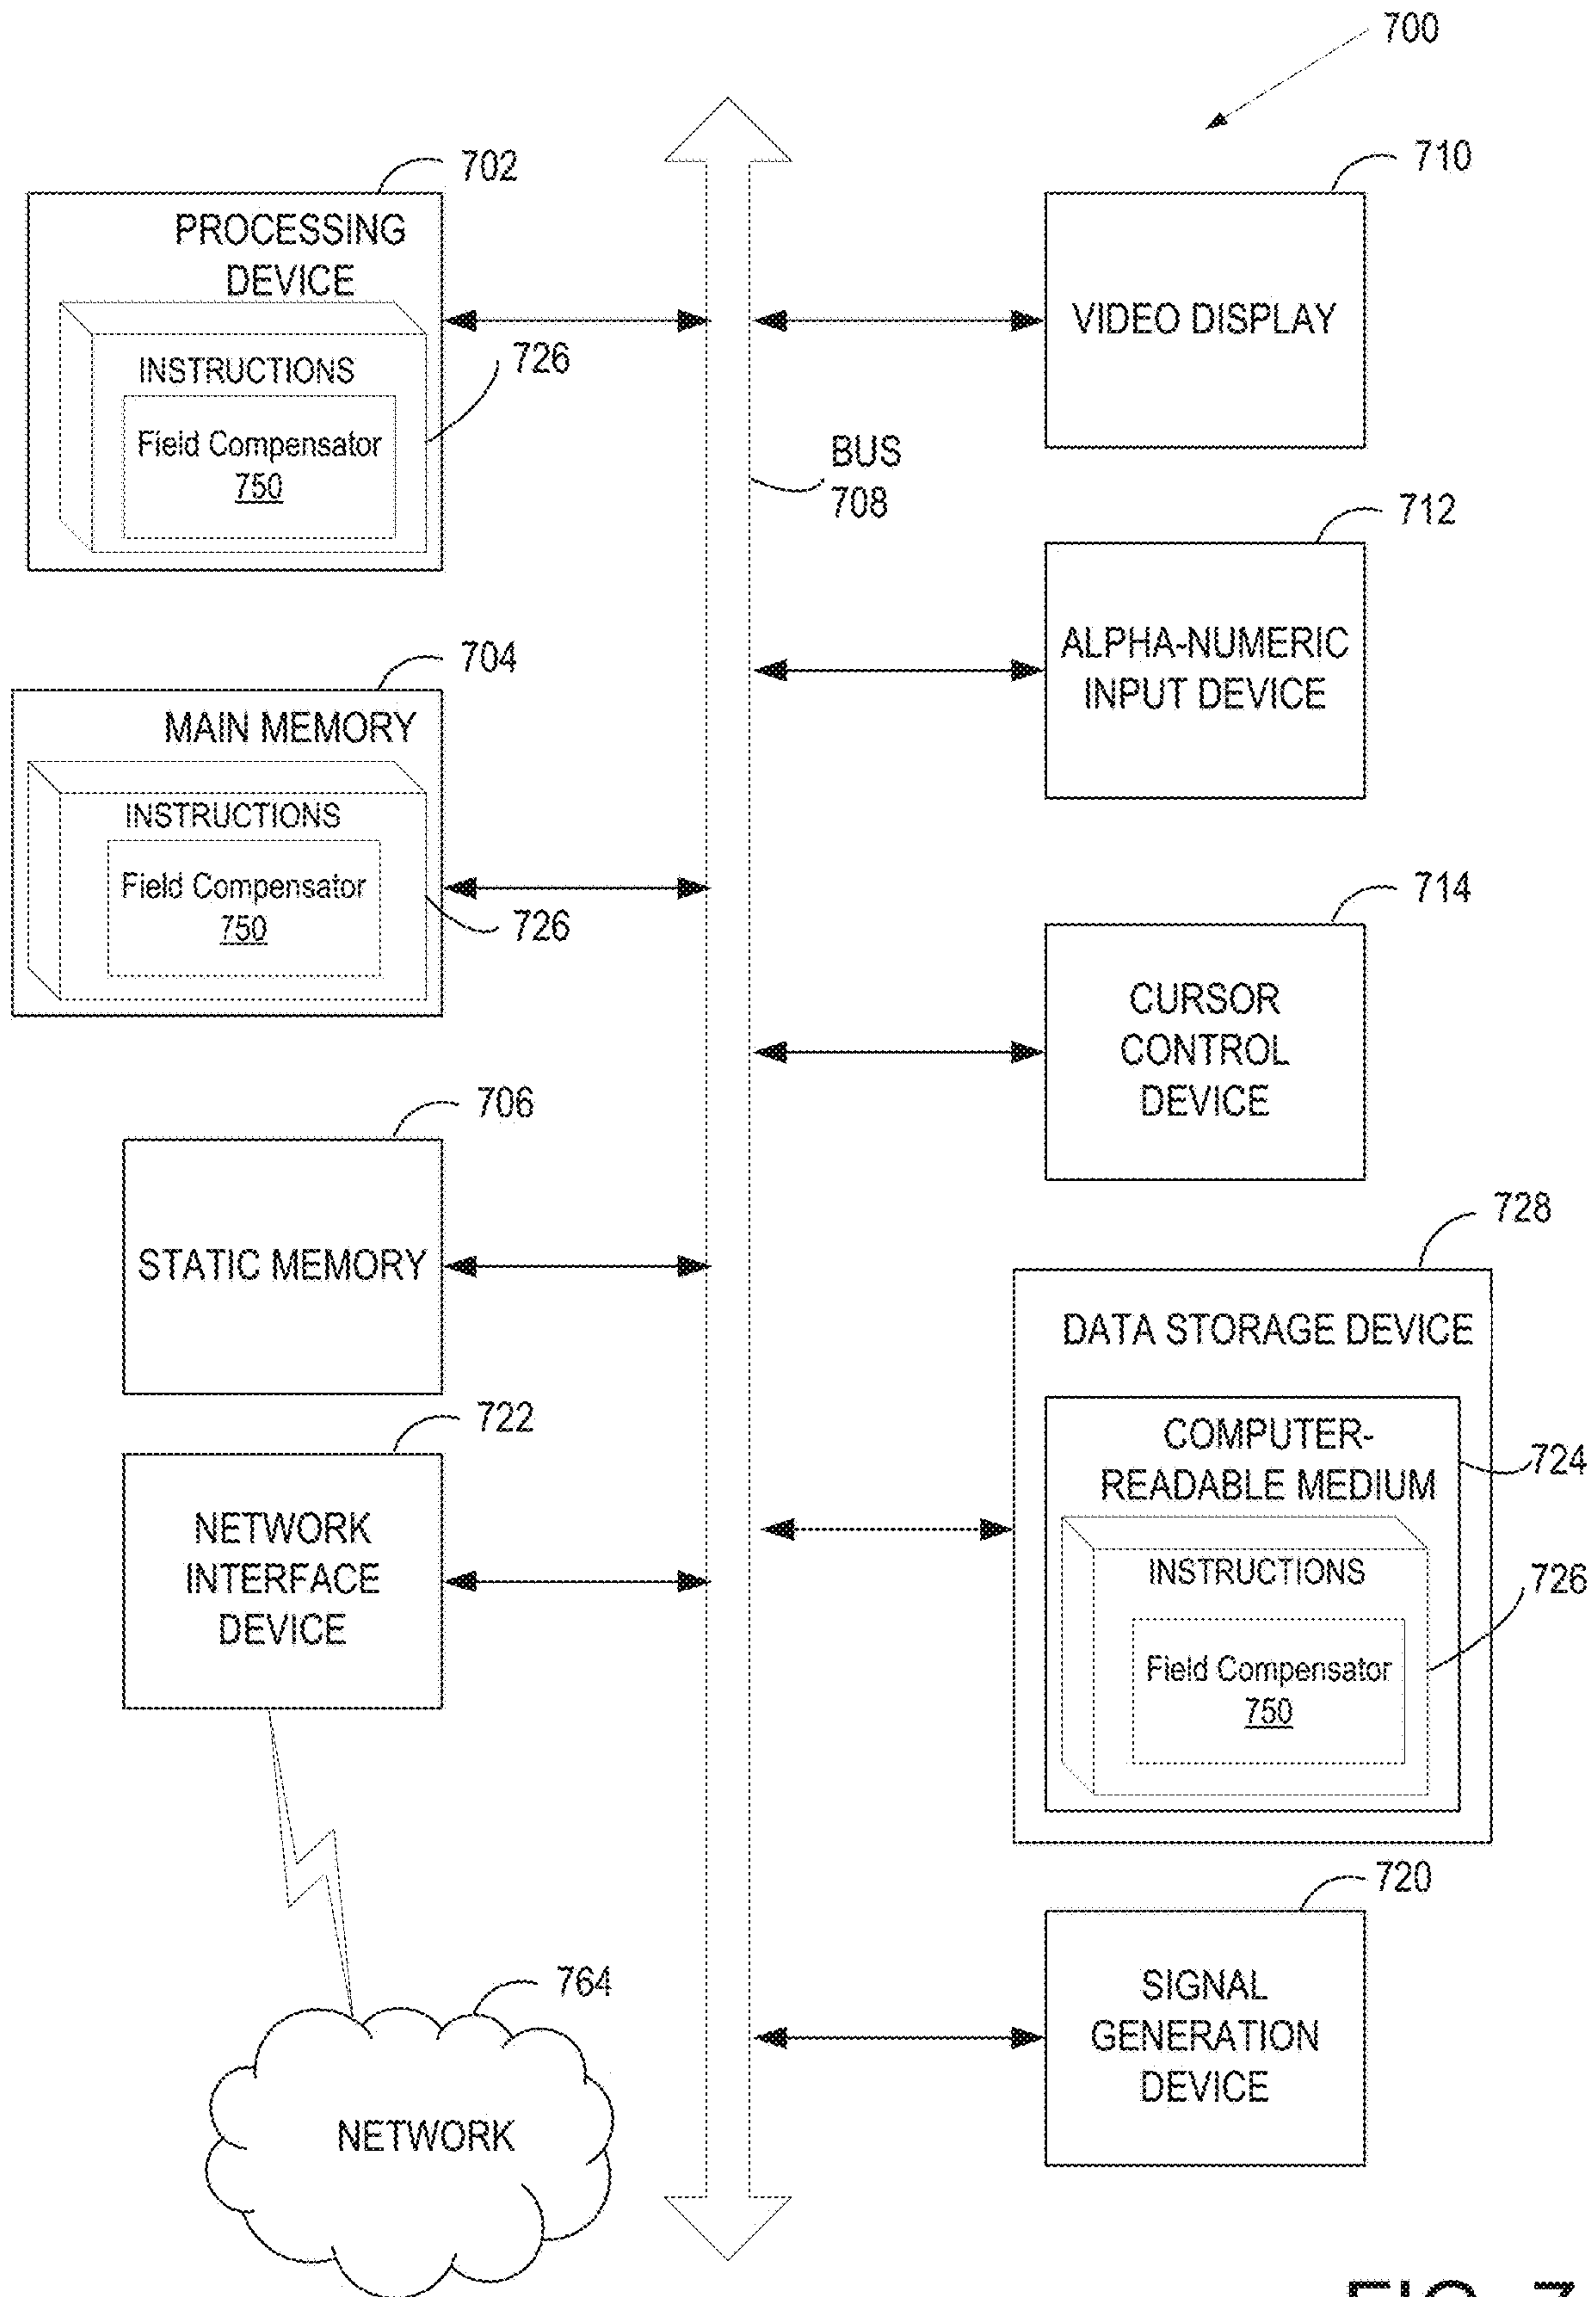 700
702
PROCESSING
DEVICE
INSTRUCTIONS
Field Compensator
750
726
704
MAIN MEMORY
INSTRUCTIONS
Field Compensator
750
726
706
STATIC MEMORY
722
NETWORK
INTERFACE
DEVICE
764
NETWORK
BUS
708
710
VIDEO DISPLAY
712
ALPHA-NUMERIC
INPUT DEVICE
714
CURSOR
CONTROL
DEVICE
728
DATA STORAGE DEVICE
COMPUTER-
READABLE MEDIUM
724
INSTRUCTIONS
726
Field Compensator
750
720
SIGNAL
GENERATION
DEVICE
FIG. 7